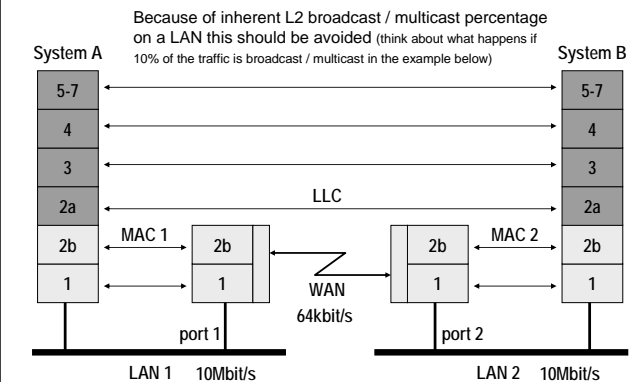 Because of inherent L2 broadcast / multicast percentage
on a LAN this should be avoided (think about what happens if
10% of the traffic is broadcast / multicast in the example below)
System A
System B
5-7
5-7
4
4
3
3
LLC
2a
2a
MAC 1
MAC 2
2b
2b
2b
2b
1
1
1
1
WAN
64kbit/s
port 1
port 2
LAN 1 10Mbit/s
LAN 2 10Mbit/s